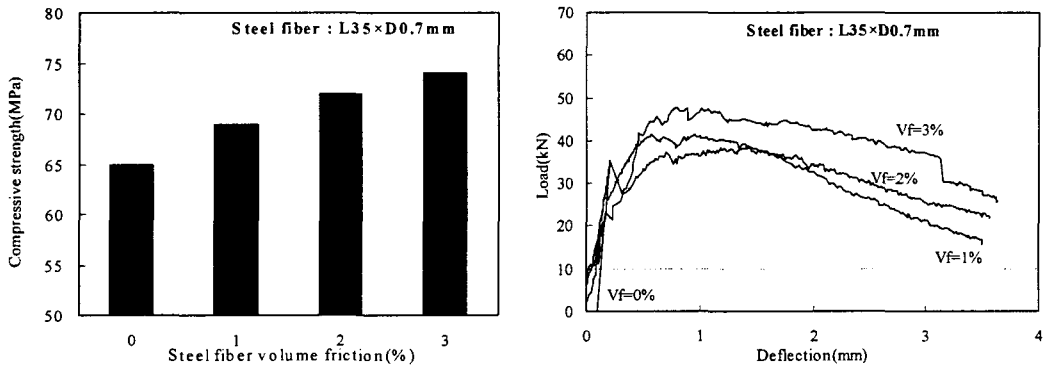 Steel fiber : L35×D0.7mm
Compressive strength(MPa)
85
80
75
70
65
60
55
50
0 1 2 3
Steel fiber volume friction(%)
Steel fiber : L35×D0.7mm
Load(kN)
70
60
50
40
30
20
10
0
Vf=3%
Vf=2%
Vf=1%
Vf=0%
0 1 2 3 4
Deflection(mm)